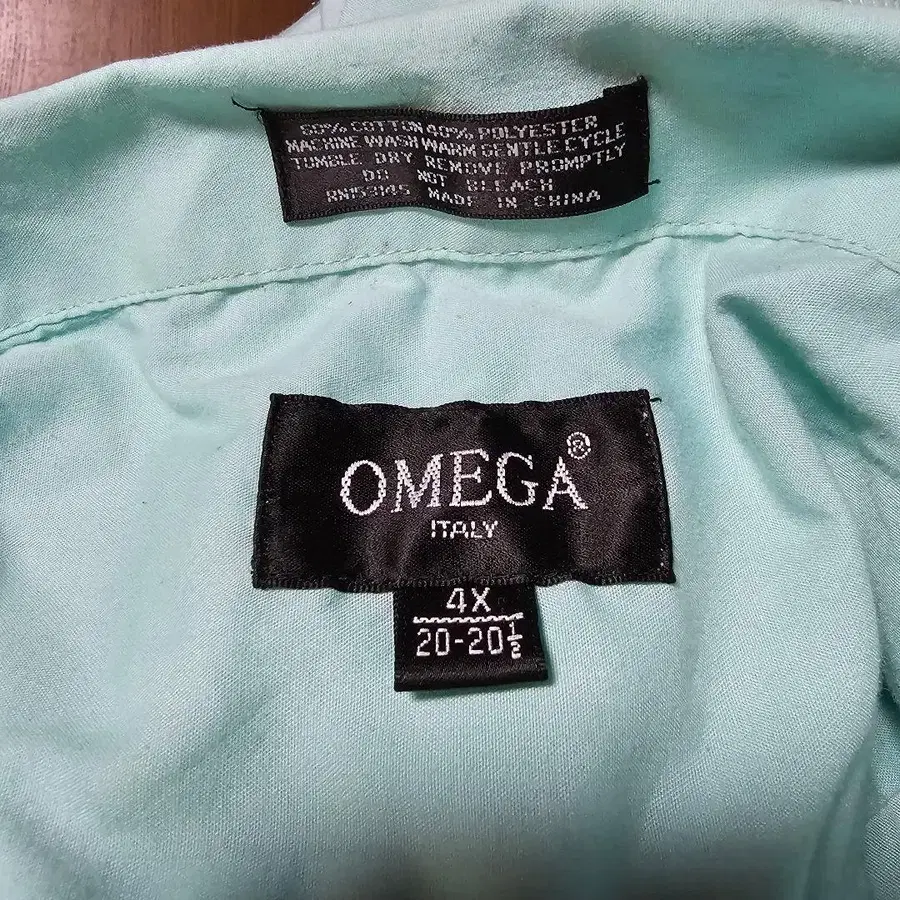 60% COTTON 40% POLYESTER
MACHINE WASH WARM GENTLE CYCLE
TUMBLE DRY REMOVE PROMPTLY
DO NOT BLEACH
RN153145 MADE IN CHINA
OMEGA®
ITALY
4X
20-20½